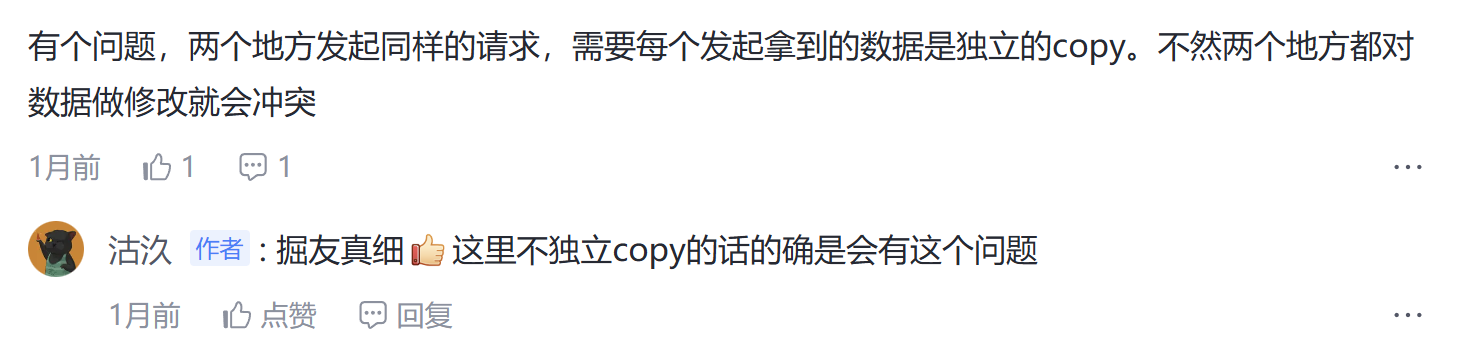 有个问题，两个地方发起同样的请求，需要每个发起拿到的数据是独立的copy。不然两个地方都对
数据做修改就会冲突
1月前 1 1
沽汣 作者 : 掘友真细👍这里不独立copy的话的确是会有这个问题
1月前 点赞 回复